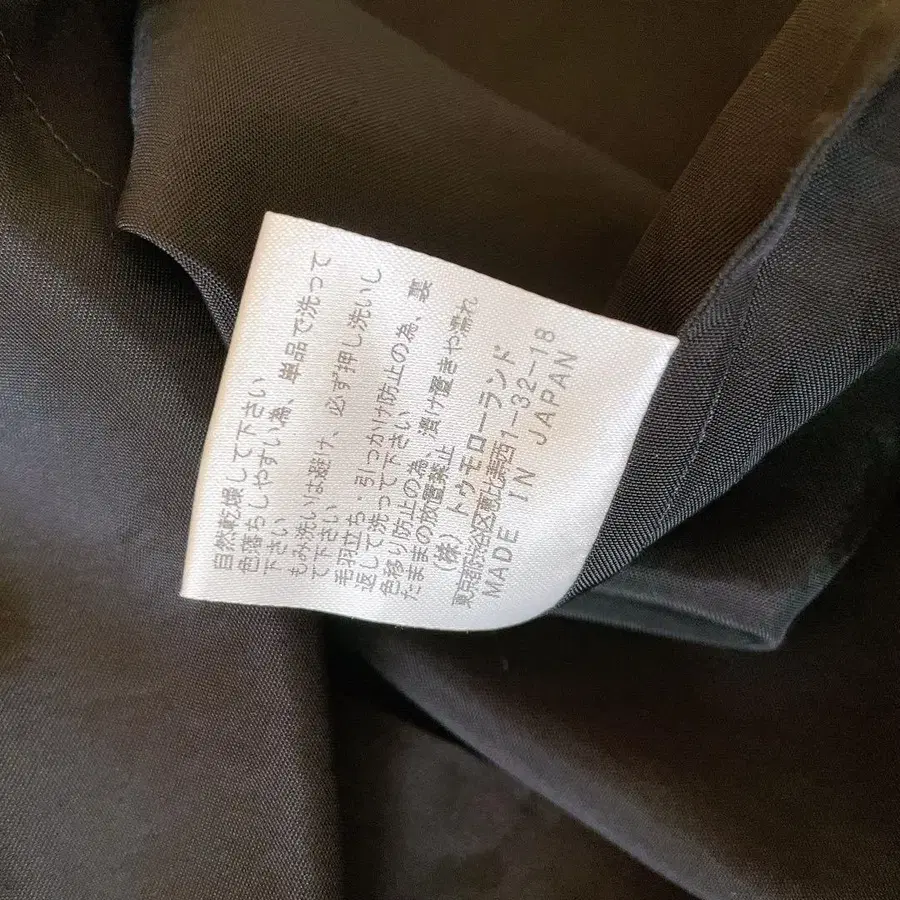 自然乾燥して下さい
色落ちしやすい為、単品で洗って
下さい
もみ洗いは避け、必ず押し洗いし
て下さい
毛羽立ち・引っかけ防止の為、裏
返して洗って下さい
色移り防止の為、漬け置きや濡れ
たままの放置禁止
(株) トゥモローランド
東京都渋谷区恵比寿西1-32-18
MADE IN JAPAN